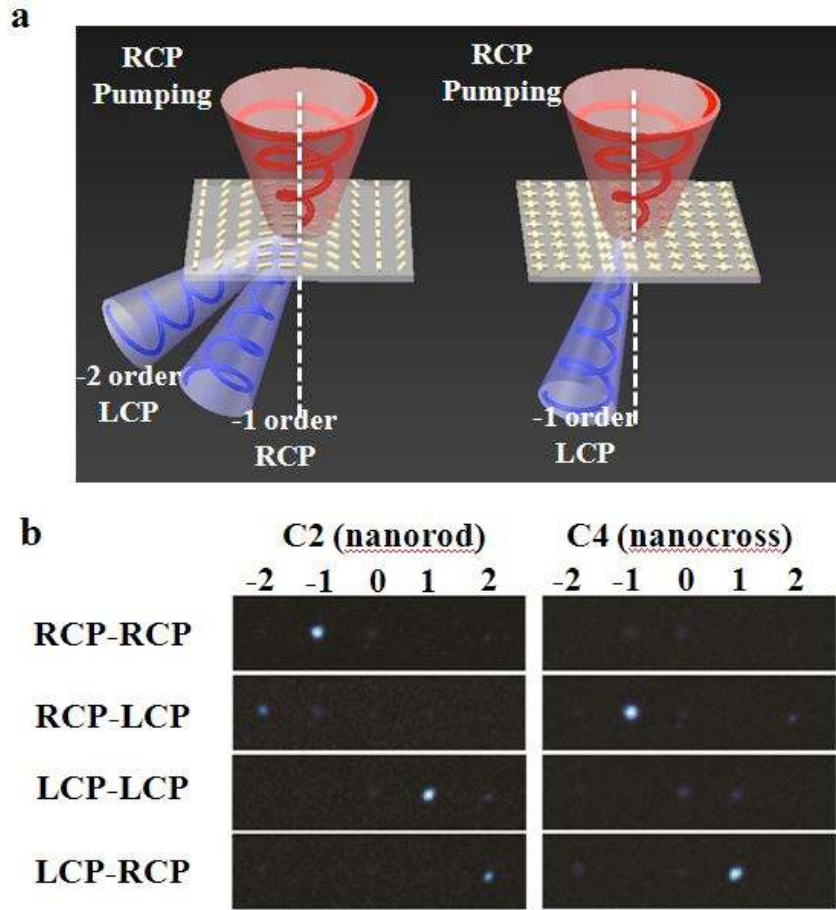 a
RCP
Pumping
RCP
Pumping
-2 order
LCP
-1 order
RCP
-1 order
LCP
b
C2 (nanorod)
C4 (nanocross)
-2 -1 0 1 2
-2 -1 0 1 2
RCP-RCP
RCP-LCP
LCP-LCP
LCP-RCP